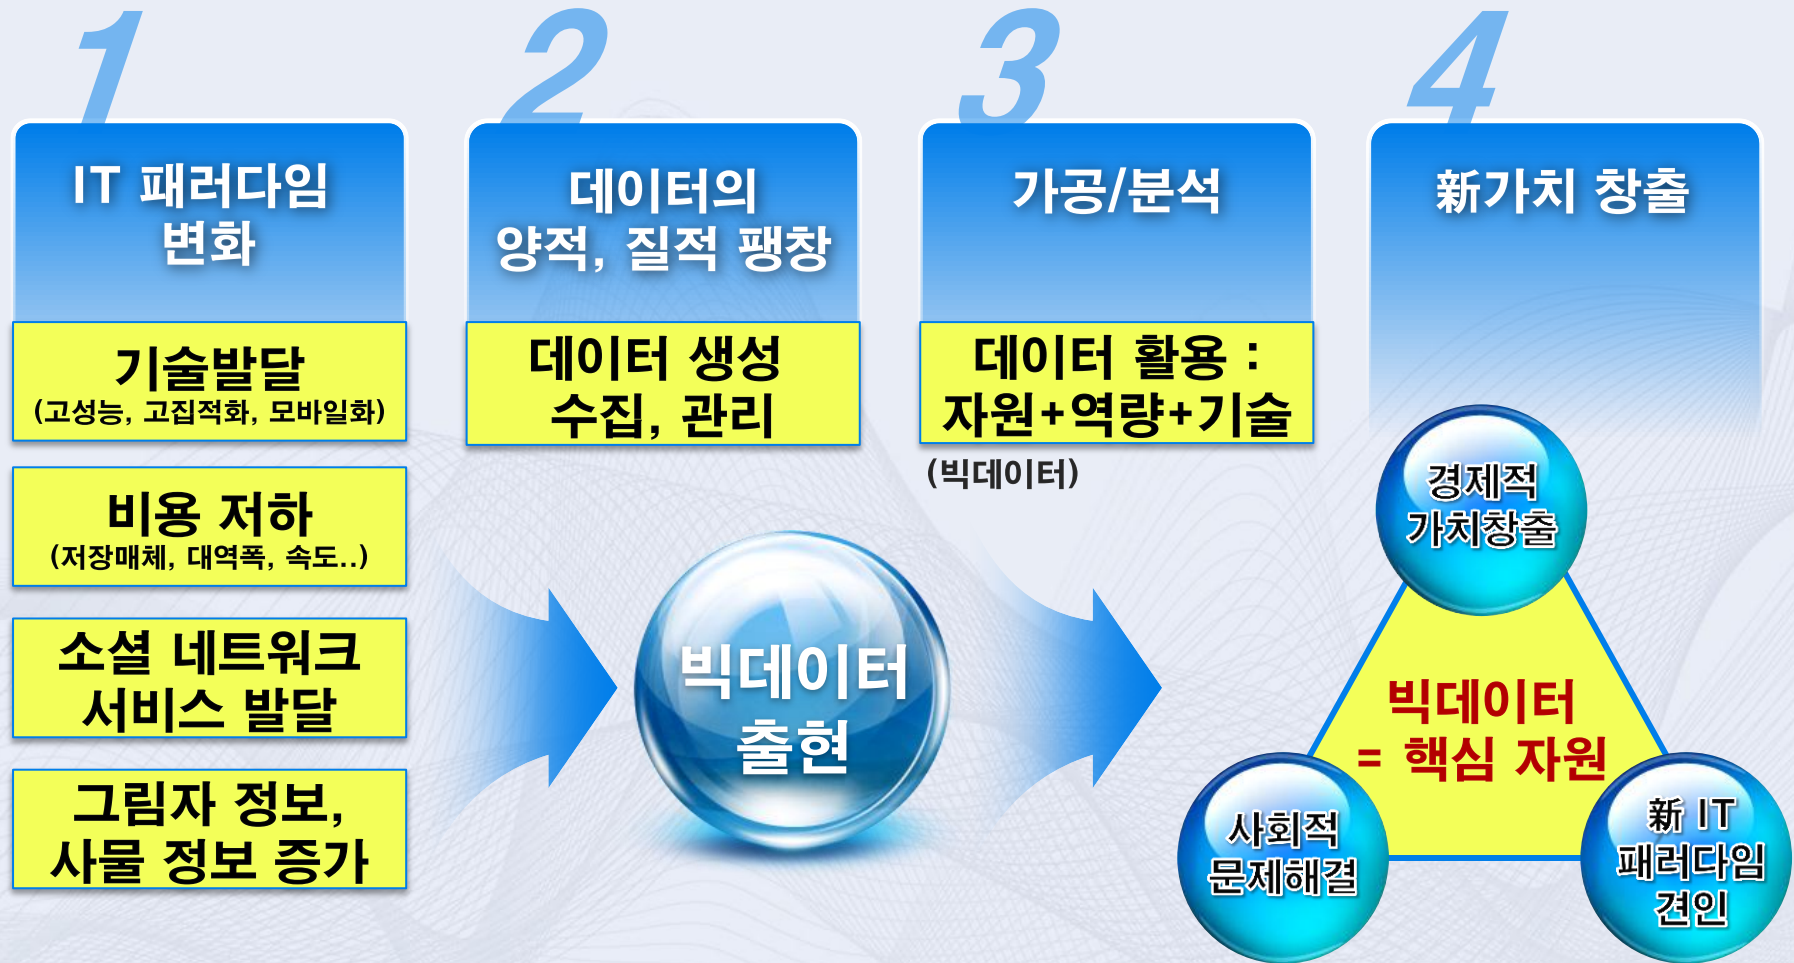 1
IT 패러다임
변화
기술발달
(고성능, 고집적화, 모바일화)
비용 저하
(저장매체, 대역폭, 속도..)
소셜 네트워크
서비스 발달
그림자 정보,
사물 정보 증가
2
데이터의
양적, 질적 팽창
데이터 생성
수집, 관리
빅데이터
출현
3
가공/분석
데이터 활용 :
자원+역량+기술
(빅데이터)
4
新가치 창출
경제적
가치창출
빅데이터
= 핵심 자원
사회적
문제해결
新 IT
패러다임
견인